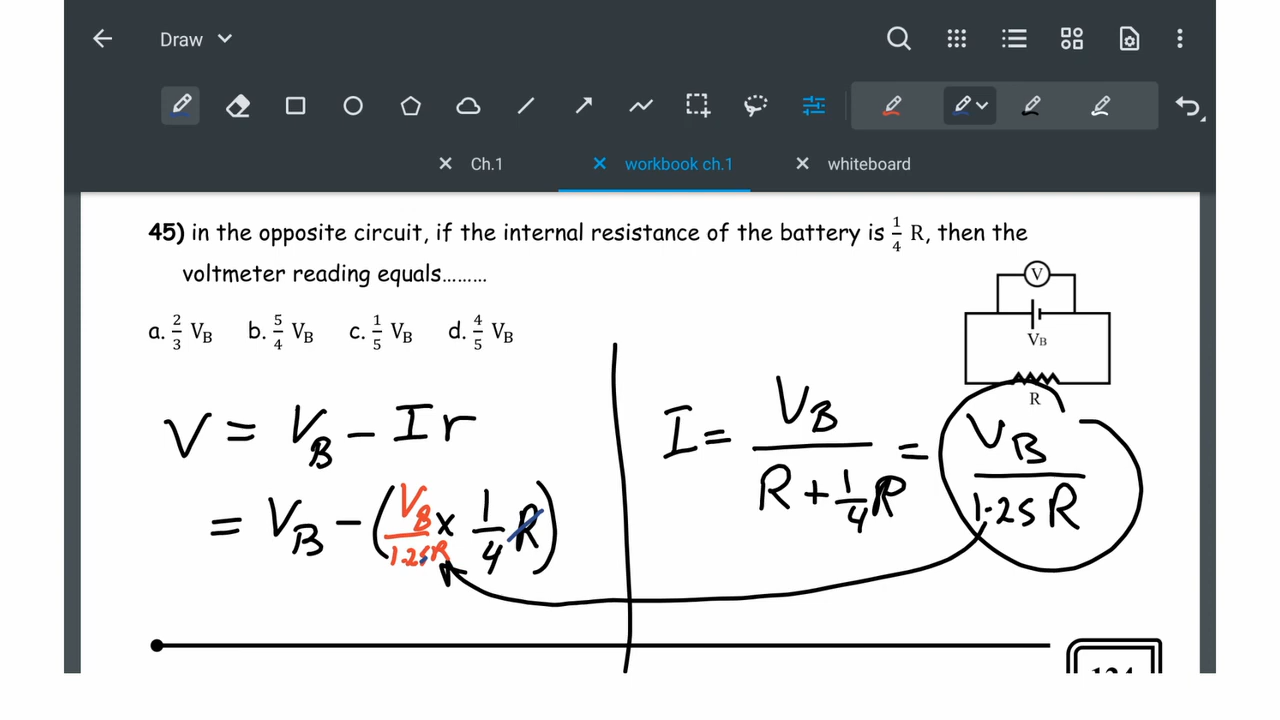 Draw
Ch.1
workbook ch.1
whiteboard
45) in the opposite circuit, if the internal resistance of the battery is 1/4 R, then the
voltmeter reading equals.........
a. 2/3 VB b. 5/4 VB c. 1/5 VB d. 4/5 VB
V
VB
R
V = VB - Ir
= VB - (VB/1.25R x 1/4 R)
I = VB/(R + 1/4 R) = VB/1.25R